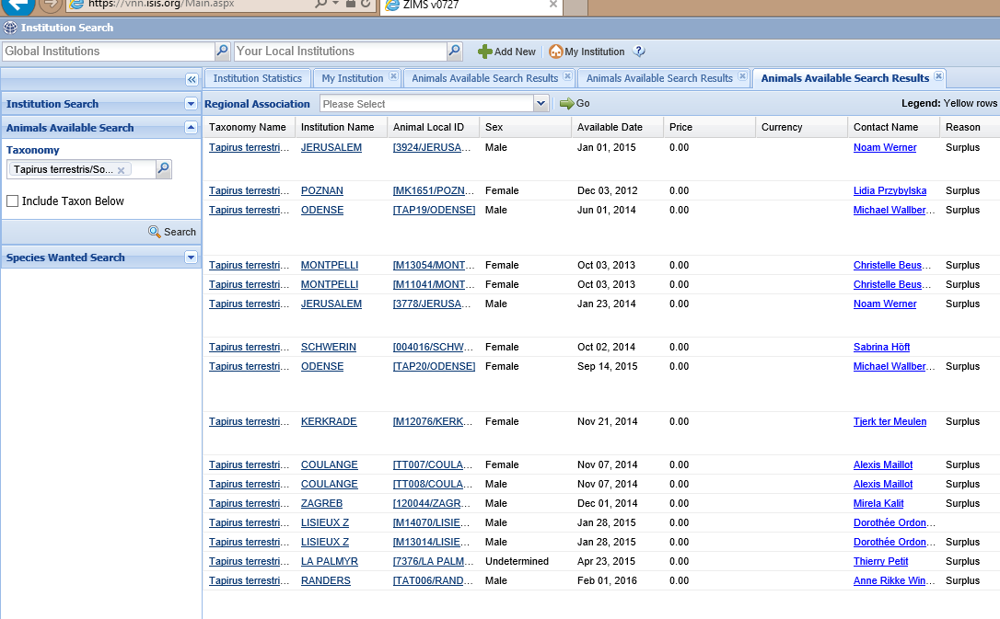 https://vnn.isis.org/Main.aspx
ZIMS v0727
Institution Search
Global Institutions Your Local Institutions Add New My Institution
Institution Statistics My Institution Animals Available Search Results Animals Available Search Results Animals Available Search Results
Institution Search Regional Association Please Select Go Legend: Yellow rows
Animals Available Search
Taxonomy
Tapirus terrestris/So...
Include Taxon Below
Search
Species Wanted Search
Taxonomy Name Institution Name Animal Local ID Sex Available Date Price Currency Contact Name Reason
Tapirus terrestri... JERUSALEM [3924/JERUSA... Male Jan 01, 2015 0.00 Noam Werner Surplus
Tapirus terrestri... POZNAN [MK1651/POZN... Female Dec 03, 2012 0.00 Lidia Przybylska Surplus
Tapirus terrestri... ODENSE [TAP19/ODENSE] Male Jun 01, 2014 0.00 Michael Wallber... Surplus
Tapirus terrestri... MONTPELLI [M13054/MONT... Female Oct 03, 2013 0.00 Christelle Beus... Surplus
Tapirus terrestri... MONTPELLI [M11041/MONT... Female Oct 03, 2013 0.00 Christelle Beus... Surplus
Tapirus terrestri... JERUSALEM [3778/JERUSA... Male Jan 23, 2014 0.00 Noam Werner Surplus
Tapirus terrestri... SCHWERIN [004016/SCHW... Female Oct 02, 2014 0.00 Sabrina Höft
Tapirus terrestri... ODENSE [TAP20/ODENSE] Female Sep 14, 2015 0.00 Michael Wallber... Surplus
Tapirus terrestri... KERKRADE [M12076/KERK... Female Nov 21, 2014 0.00 Tjerk ter Meulen Surplus
Tapirus terrestri... COULANGE [TT007/COULA... Female Nov 07, 2014 0.00 Alexis Maillot Surplus
Tapirus terrestri... COULANGE [TT008/COULA... Male Nov 07, 2014 0.00 Alexis Maillot Surplus
Tapirus terrestri... ZAGREB [120044/ZAGR... Male Dec 01, 2014 0.00 Mirela Kalit Surplus
Tapirus terrestri... LISIEUX Z [M14070/LISIE... Male Jan 28, 2015 0.00 Dorothée Ordon...
Tapirus terrestri... LISIEUX Z [M13014/LISIE... Male Jan 28, 2015 0.00 Dorothée Ordon... Surplus
Tapirus terrestri... LA PALMYR [7376/LA PALM... Undetermined Apr 23, 2015 0.00 Thierry Petit Surplus
Tapirus terrestri... RANDERS [TAT006/RAND... Male Feb 01, 2016 0.00 Anne Rikke Win... Surplus